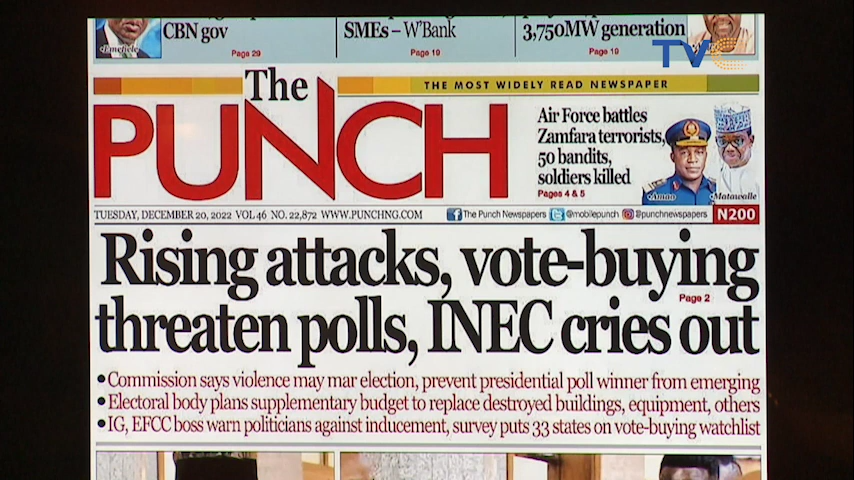 CBN gov
SMEs – W'Bank
3,750MW generation
•Emefiele
Page 29
Page 19
Page 19
TVC
THE MOST WIDELY READ NEWSPAPER
The
PUNCH
Air Force battles
Zamfara terrorists,
50 bandits,
soldiers killed
Pages 4 & 5
•Amao
•Matawalle
TUESDAY, DECEMBER 20, 2022 VOL 46 NO. 22,872 WWW.PUNCHNG.COM
The Punch Newspapers @mobilepunch @punchnewspapers
N200
Rising attacks, vote-buying
Page 2
threaten polls, INEC cries out
•Commission says violence may mar election, prevent presidential poll winner from emerging
•Electoral body plans supplementary budget to replace destroyed buildings, equipment, others
•IG, EFCC boss warn politicians against inducement, survey puts 33 states on vote-buying watchlist